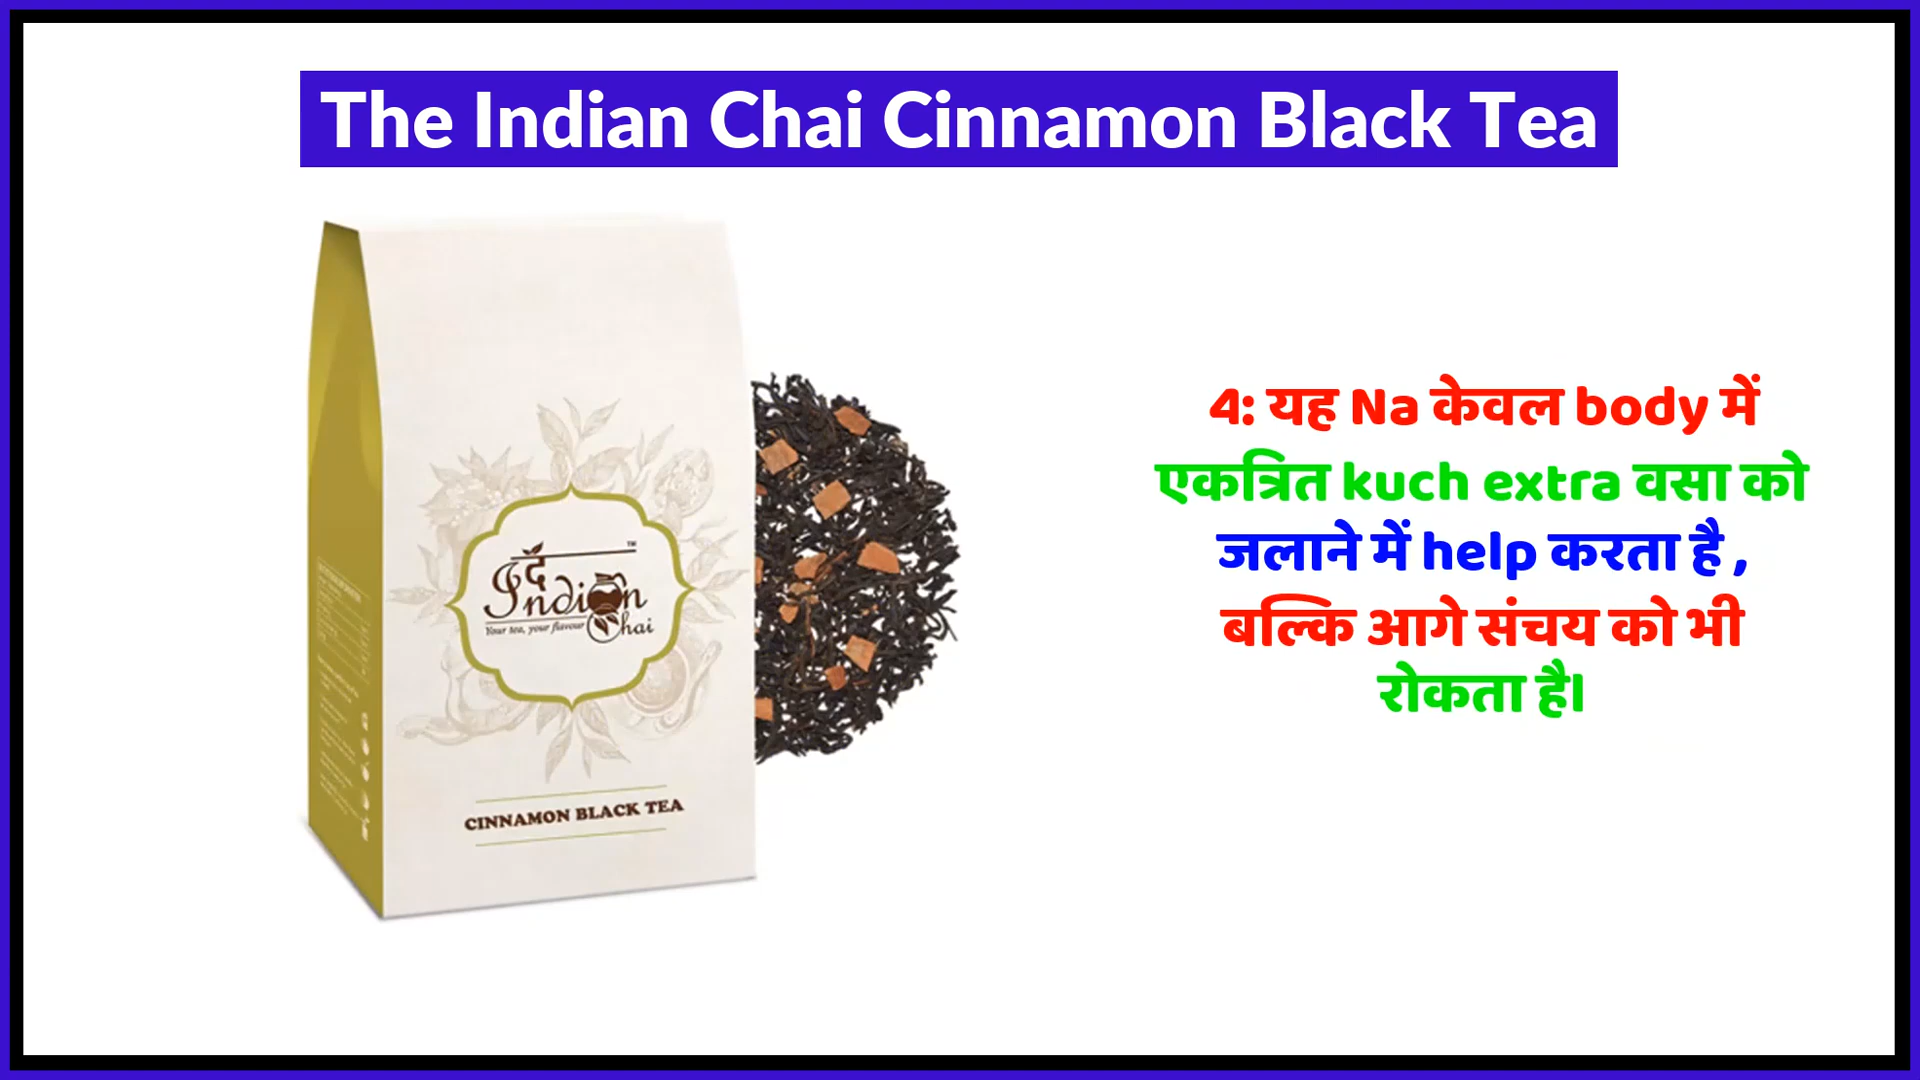 The Indian Chai Cinnamon Black Tea
4: यह Na केवल body में
एकत्रित kuch extra वसा को
जलाने में help करता है ,
बल्कि आगे संचय को भी
रोकता है।
TM
द
Indian
Your tea, your flavour
Chai
CINNAMON BLACK TEA